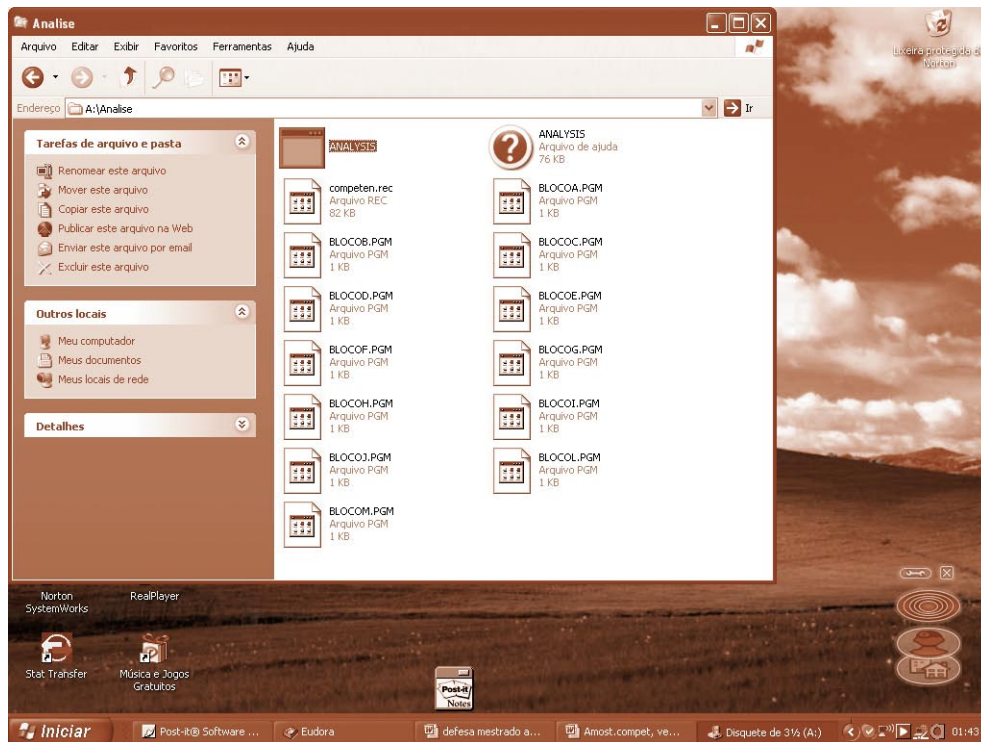 Analise
Arquivo Editar Exibir Favoritos Ferramentas Ajuda
Endereço A:\Analise Ir
Tarefas de arquivo e pasta
Renomear este arquivo
Mover este arquivo
Copiar este arquivo
Publicar este arquivo na Web
Enviar este arquivo por email
Excluir este arquivo
Outros locais
Meu computador
Meus documentos
Meus locais de rede
Detalhes
ANALYSIS
ANALYSIS
Arquivo de ajuda
76 KB
competen.rec
Arquivo REC
82 KB
BLOCOA.PGM
Arquivo PGM
1 KB
BLOCOB.PGM
Arquivo PGM
1 KB
BLOCOC.PGM
Arquivo PGM
1 KB
BLOCOD.PGM
Arquivo PGM
1 KB
BLOCOE.PGM
Arquivo PGM
1 KB
BLOCOF.PGM
Arquivo PGM
1 KB
BLOCOG.PGM
Arquivo PGM
1 KB
BLOCOH.PGM
Arquivo PGM
1 KB
BLOCOI.PGM
Arquivo PGM
1 KB
BLOCOJ.PGM
Arquivo PGM
1 KB
BLOCOL.PGM
Arquivo PGM
1 KB
BLOCOM.PGM
Arquivo PGM
1 KB
Lixeira protegida d
Norton
Norton
SystemWorks
RealPlayer
Stat Transfer
Música e Jogos
Gratuitos
Post-it
Notes
Iniciar Post-it® Software ... Eudora defesa mestrado a... Amost.compet, ve... Disquete de 3½ (A:) 01:43